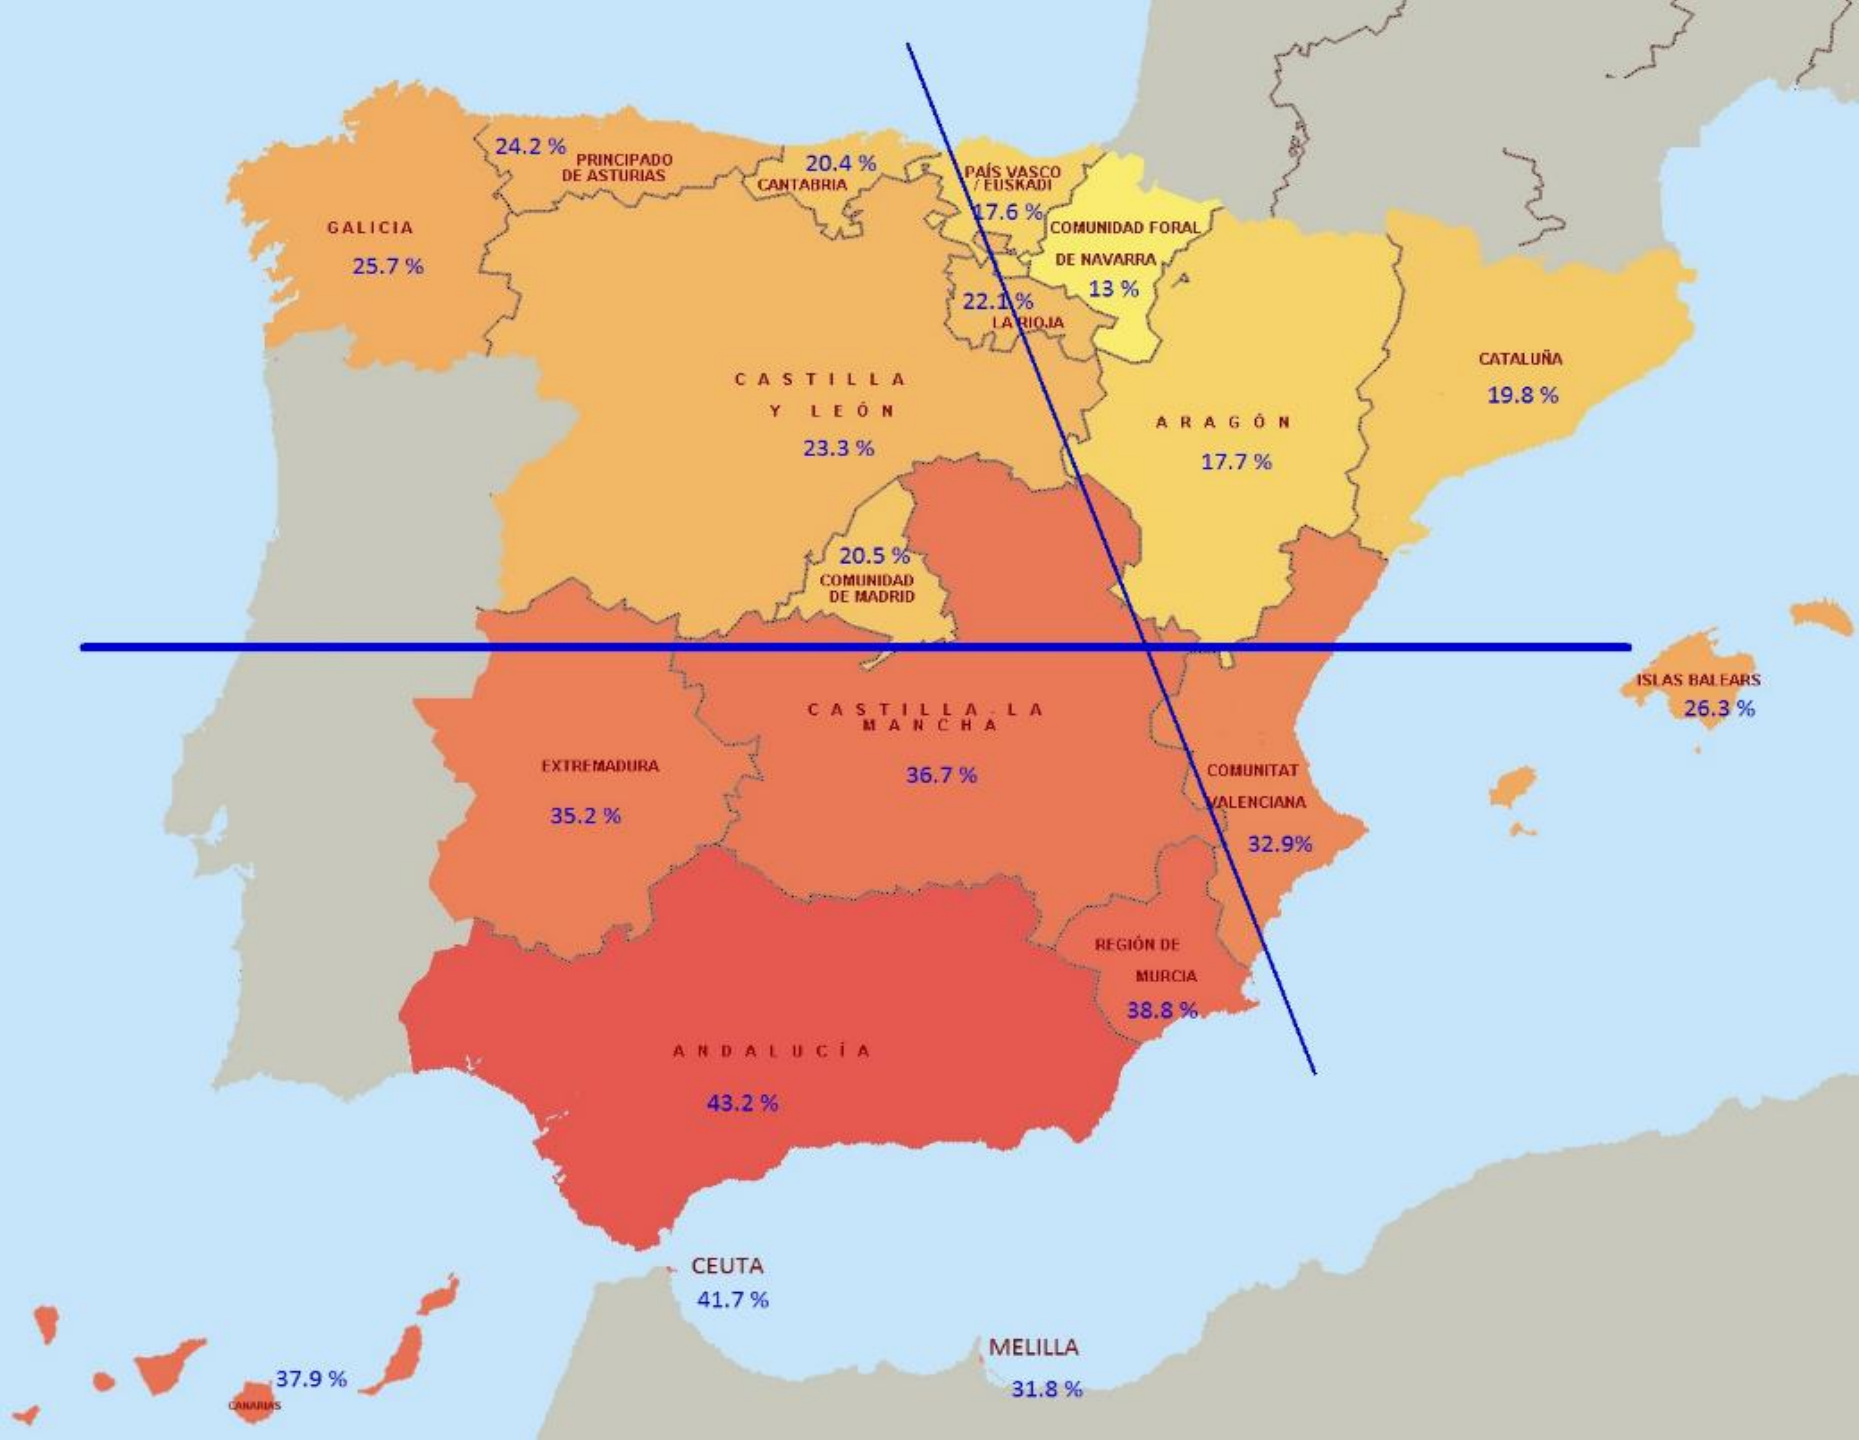 24.2 %
PRINCIPADO
DE ASTURIAS
20.4 %
CANTABRIA
PAÍS VASCO
/ EUSKADI
17.6 %
GALICIA
25.7 %
COMUNIDAD FORAL
DE NAVARRA
13 %
22.1 %
LA RIOJA
CASTILLA
Y LEÓN
23.3 %
ARAGÓN
17.7 %
CATALUÑA
19.8 %
20.5 %
COMUNIDAD
DE MADRID
ISLAS BALEARS
26.3 %
CASTILLA-LA
MANCHA
36.7 %
EXTREMADURA
35.2 %
COMUNITAT
VALENCIANA
32.9%
REGIÓN DE
MURCIA
38.8 %
ANDALUCÍA
43.2 %
CEUTA
41.7 %
MELILLA
31.8 %
37.9 %
CANARIAS